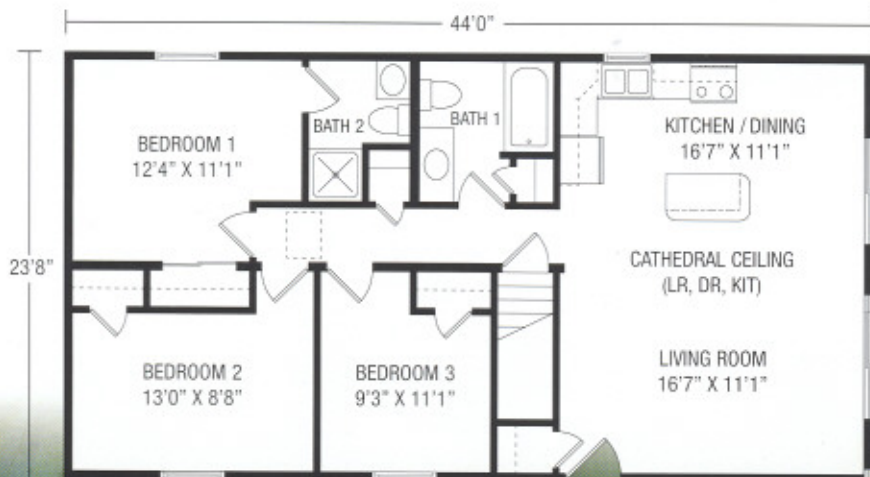 44'0"
23'8"
BEDROOM 1
12'4" X 11'1"
BATH 2
BATH 1
KITCHEN / DINING
16'7" X 11'1"
CATHEDRAL CEILING
(LR, DR, KIT)
BEDROOM 2
13'0" X 8'8"
BEDROOM 3
9'3" X 11'1"
LIVING ROOM
16'7" X 11'1"